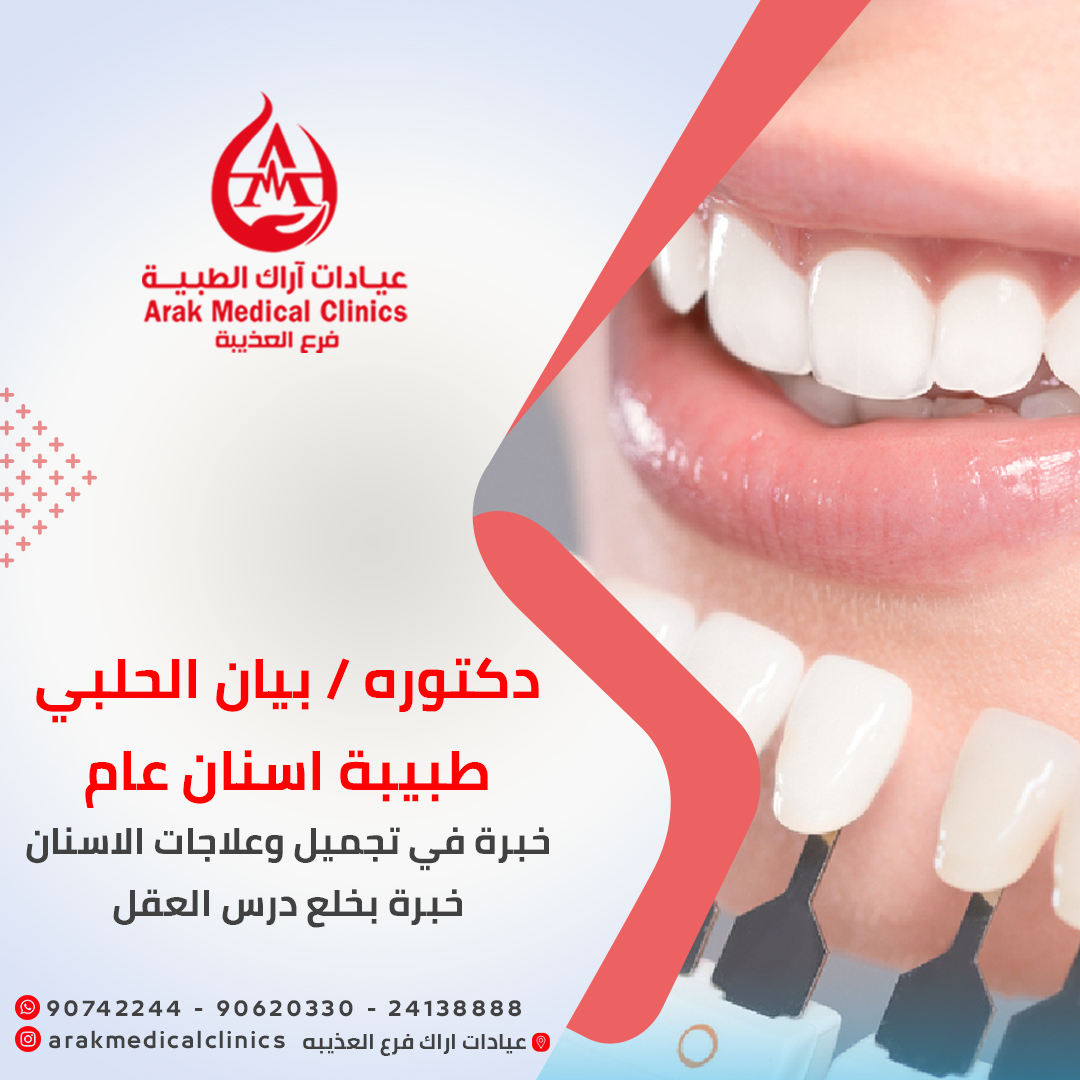 عيادات آراك الطبية
Arak Medical Clinics
فرع العذيبة
دكتوره / بيان الحلبي
طبيبة اسنان عام
خبرة في تجميل وعلاجات الاسنان
خبرة بخلع درس العقل
90742244 - 90620330 - 24138888
arakmedicalclinics عيادات اراك فرع العذيبه